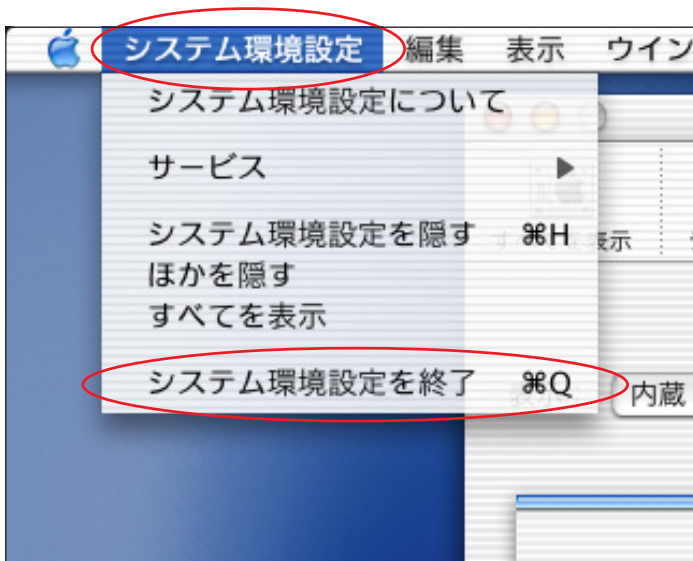 システム環境設定 編集 表示 ウイン
システム環境設定について
サービス
システム環境設定を隠す ⌘H
ほかを隠す
すべてを表示
システム環境設定を終了 ⌘Q
内蔵